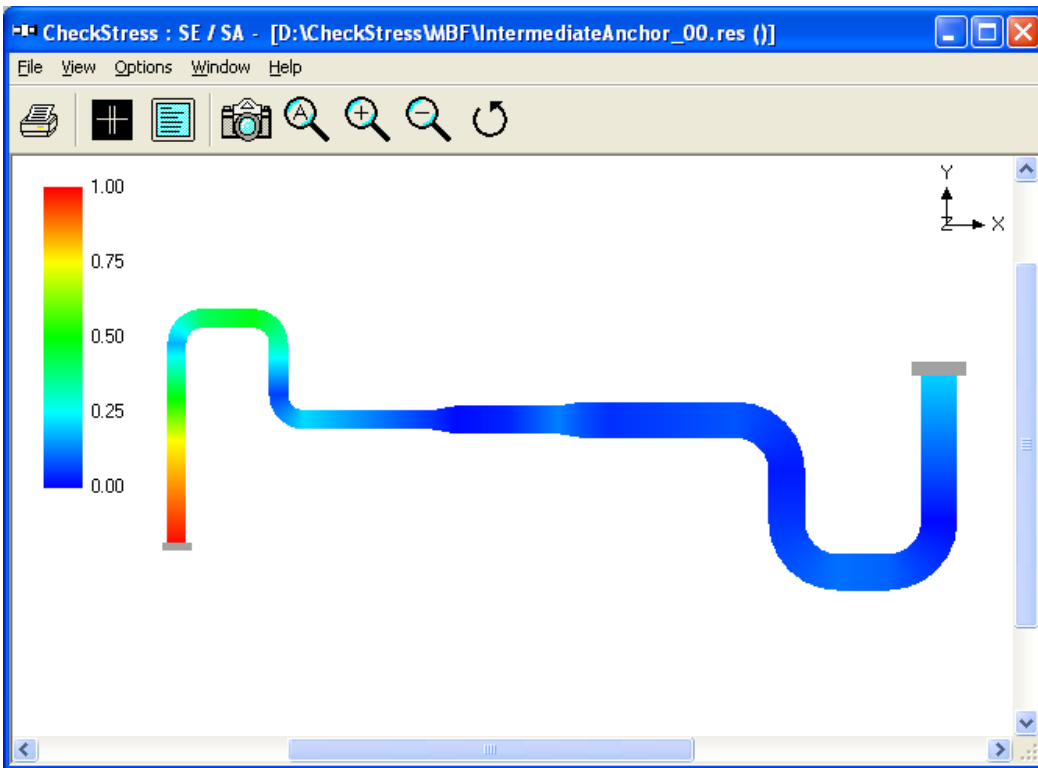 CheckStress : SE / SA - [D:\CheckStress\MBF\IntermediateAnchor_00.res ()]
File View Options Window Help
A
1.00
0.75
0.50
0.25
0.00
Y
Z X